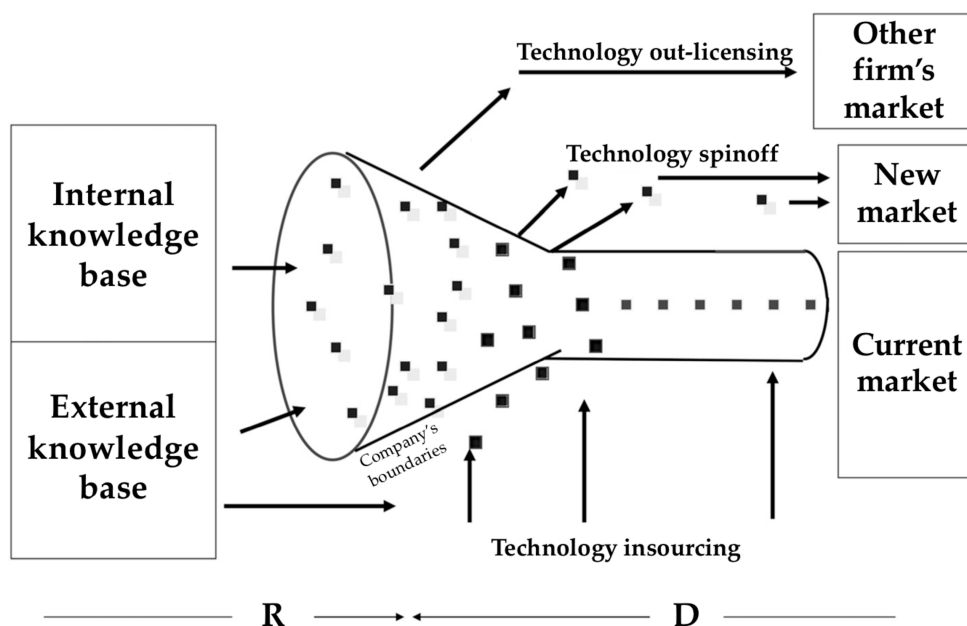 Technology out-licensing
Other
firm's
market
Technology spinoff
New
market
Internal
knowledge
base
External
knowledge
base
Current
market
Company's
boundaries
Technology insourcing
R
D